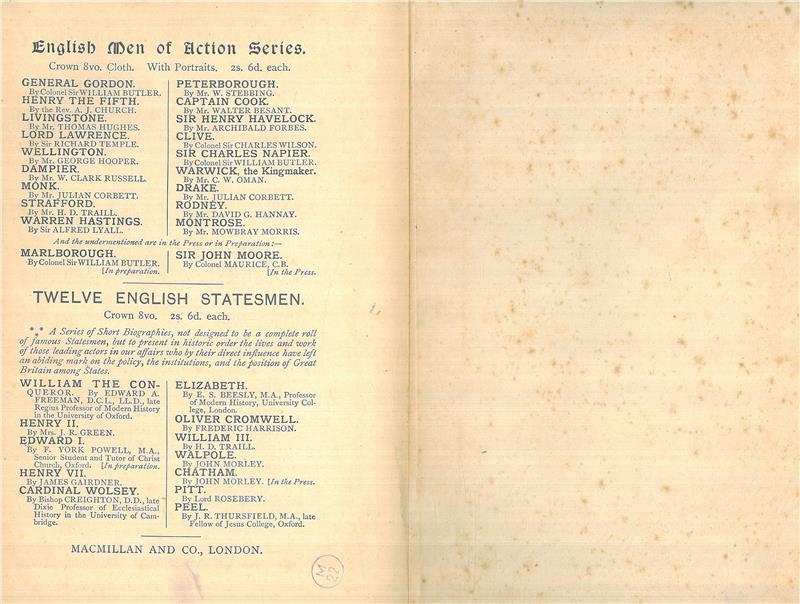 English Men of Action Series.
Crown 8vo. Cloth. With Portraits. 2s. 6d. each.
GENERAL GORDON.
By Colonel Sir WILLIAM BUTLER.
HENRY THE FIFTH.
By the Rev. A. J. CHURCH.
LIVINGSTONE.
By Mr. THOMAS HUGHES.
LORD LAWRENCE.
By Sir RICHARD TEMPLE.
WELLINGTON.
By Mr. GEORGE HOOPER.
DAMPIER.
By Mr. W. CLARK RUSSELL.
MONK.
By Mr. JULIAN CORBETT.
STRAFFORD.
By Mr. H. D. TRAILL.
WARREN HASTINGS.
By Sir ALFRED LYALL.
PETERBOROUGH.
By Mr. W. STEBBING.
CAPTAIN COOK.
By Mr. WALTER BESANT.
SIR HENRY HAVELOCK.
By Mr. ARCHIBALD FORBES.
CLIVE.
By Colonel Sir CHARLES WILSON.
SIR CHARLES NAPIER.
By Colonel Sir WILLIAM BUTLER.
WARWICK, the Kingmaker.
By Mr. C. W. OMAN.
DRAKE.
By Mr. JULIAN CORBETT.
RODNEY.
By Mr. DAVID G. HANNAY.
MONTROSE.
By Mr. MOWBRAY MORRIS.
And the undermentioned are in the Press or in Preparation:—
MARLBOROUGH.
By Colonel Sir WILLIAM BUTLER.
[In preparation.
SIR JOHN MOORE.
By Colonel MAURICE, C.B.
[In the Press.
TWELVE ENGLISH STATESMEN.
Crown 8vo. 2s. 6d. each.
*⁎* A Series of Short Biographies, not designed to be a complete roll
of famous Statesmen, but to present in historic order the lives and work
of those leading actors in our affairs who by their direct influence have left
an abiding mark on the policy, the institutions, and the position of Great
Britain among States.
WILLIAM THE CON-
QUEROR. By EDWARD A.
FREEMAN, D.C.L., LL.D., late
Regius Professor of Modern History
in the University of Oxford.
HENRY II.
By Mrs. J. R. GREEN.
EDWARD I.
By F. YORK POWELL, M.A.,
Senior Student and Tutor of Christ
Church, Oxford. [In preparation.
HENRY VII.
By JAMES GAIRDNER.
CARDINAL WOLSEY.
By Bishop CREIGHTON, D.D., late
Dixie Professor of Ecclesiastical
History in the University of Cam-
bridge.
ELIZABETH.
By E. S. BEESLY, M.A., Professor
of Modern History, University Col-
lege, London.
OLIVER CROMWELL.
By FREDERIC HARRISON.
WILLIAM III.
By H. D. TRAILL.
WALPOLE.
By JOHN MORLEY.
CHATHAM.
By JOHN MORLEY. [In the Press.
PITT.
By Lord ROSEBERY.
PEEL.
By J. R. THURSFIELD, M.A., late
Fellow of Jesus College, Oxford.
MACMILLAN AND CO., LONDON.
M
22